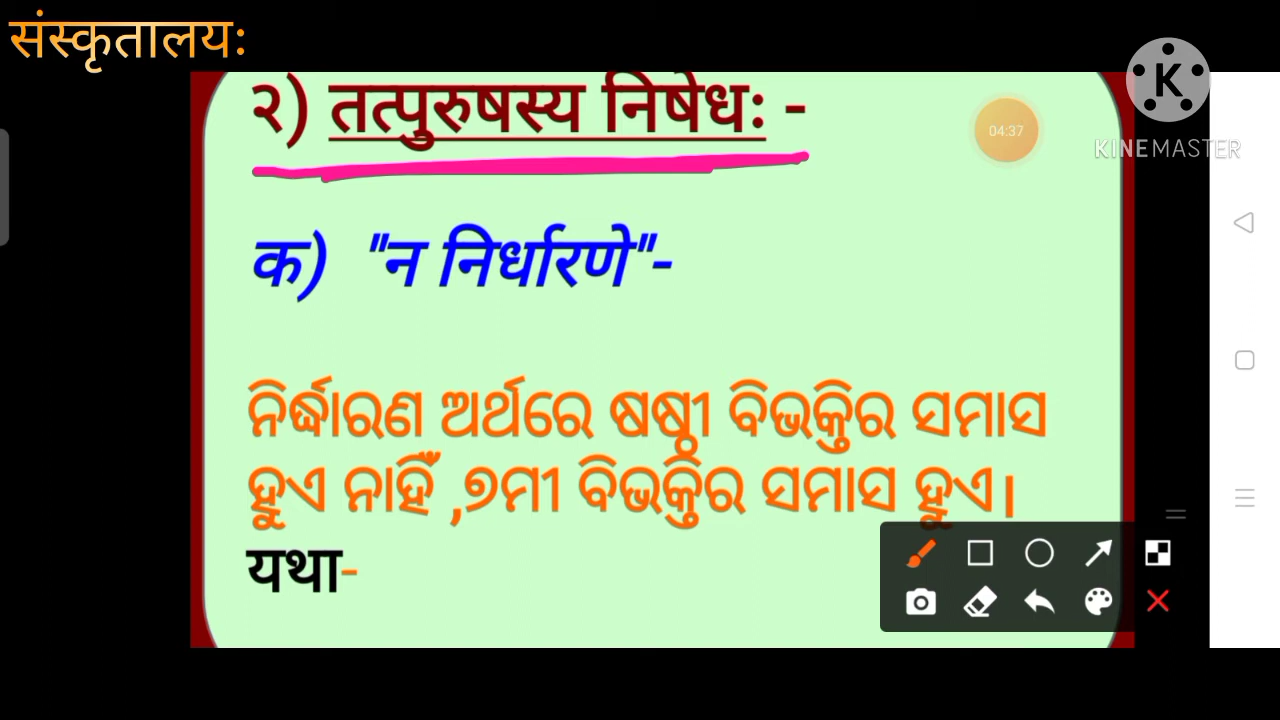 संस्कृतालयः
२) तत्पुरुषस्य निषेधः -
04:37
KINEMASTER
क) "न निर्धारणे"-
ନିର୍ଦ୍ଧାରଣ ଅର୍ଥରେ ଷଷ୍ଠୀ ବିଭକ୍ତିର ସମାସ
ହୁଏ ନାହିଁ ,୭ମୀ ବିଭକ୍ତିର ସମାସ ହୁଏ।
यथा-